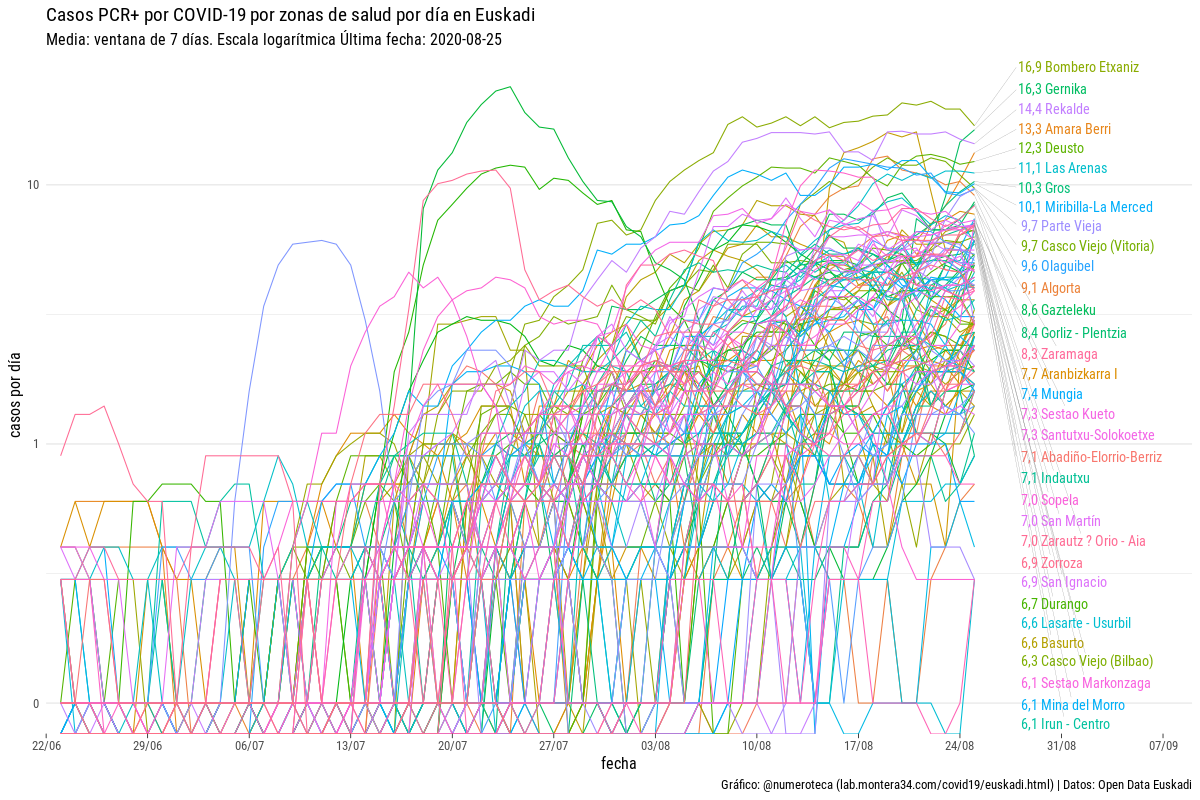 Casos PCR+ por COVID-19 por zonas de salud por día en Euskadi
Media: ventana de 7 días. Escala logarítmica Última fecha: 2020-08-25
16,9 Bombero Etxaniz
16,3 Gernika
14,4 Rekalde
13,3 Amara Berri
12,3 Deusto
11,1 Las Arenas
10,3 Gros
10,1 Miribilla-La Merced
9,7 Parte Vieja
9,7 Casco Viejo (Vitoria)
9,6 Olaguibel
9,1 Algorta
8,6 Gazteleku
8,4 Gorliz - Plentzia
8,3 Zaramaga
7,7 Aranbizkarra I
7,4 Mungia
7,3 Sestao Kueto
7,3 Santutxu-Solokoetxe
7,1 Abadiño-Elorrio-Berriz
7,1 Indautxu
7,0 Sopela
7,0 San Martín
7,0 Zarautz ? Orio - Aia
6,9 Zorroza
6,9 San Ignacio
6,7 Durango
6,6 Lasarte - Usurbil
6,6 Basurto
6,3 Casco Viejo (Bilbao)
6,1 Sestao Markonzaga
6,1 Mina del Morro
6,1 Irun - Centro
10
1
0
casos por día
22/06 29/06 06/07 13/07 20/07 27/07 03/08 10/08 17/08 24/08 31/08 07/09
fecha
Gráfico: @numeroteca (lab.montera34.com/covid19/euskadi.html) | Datos: Open Data Euskadi